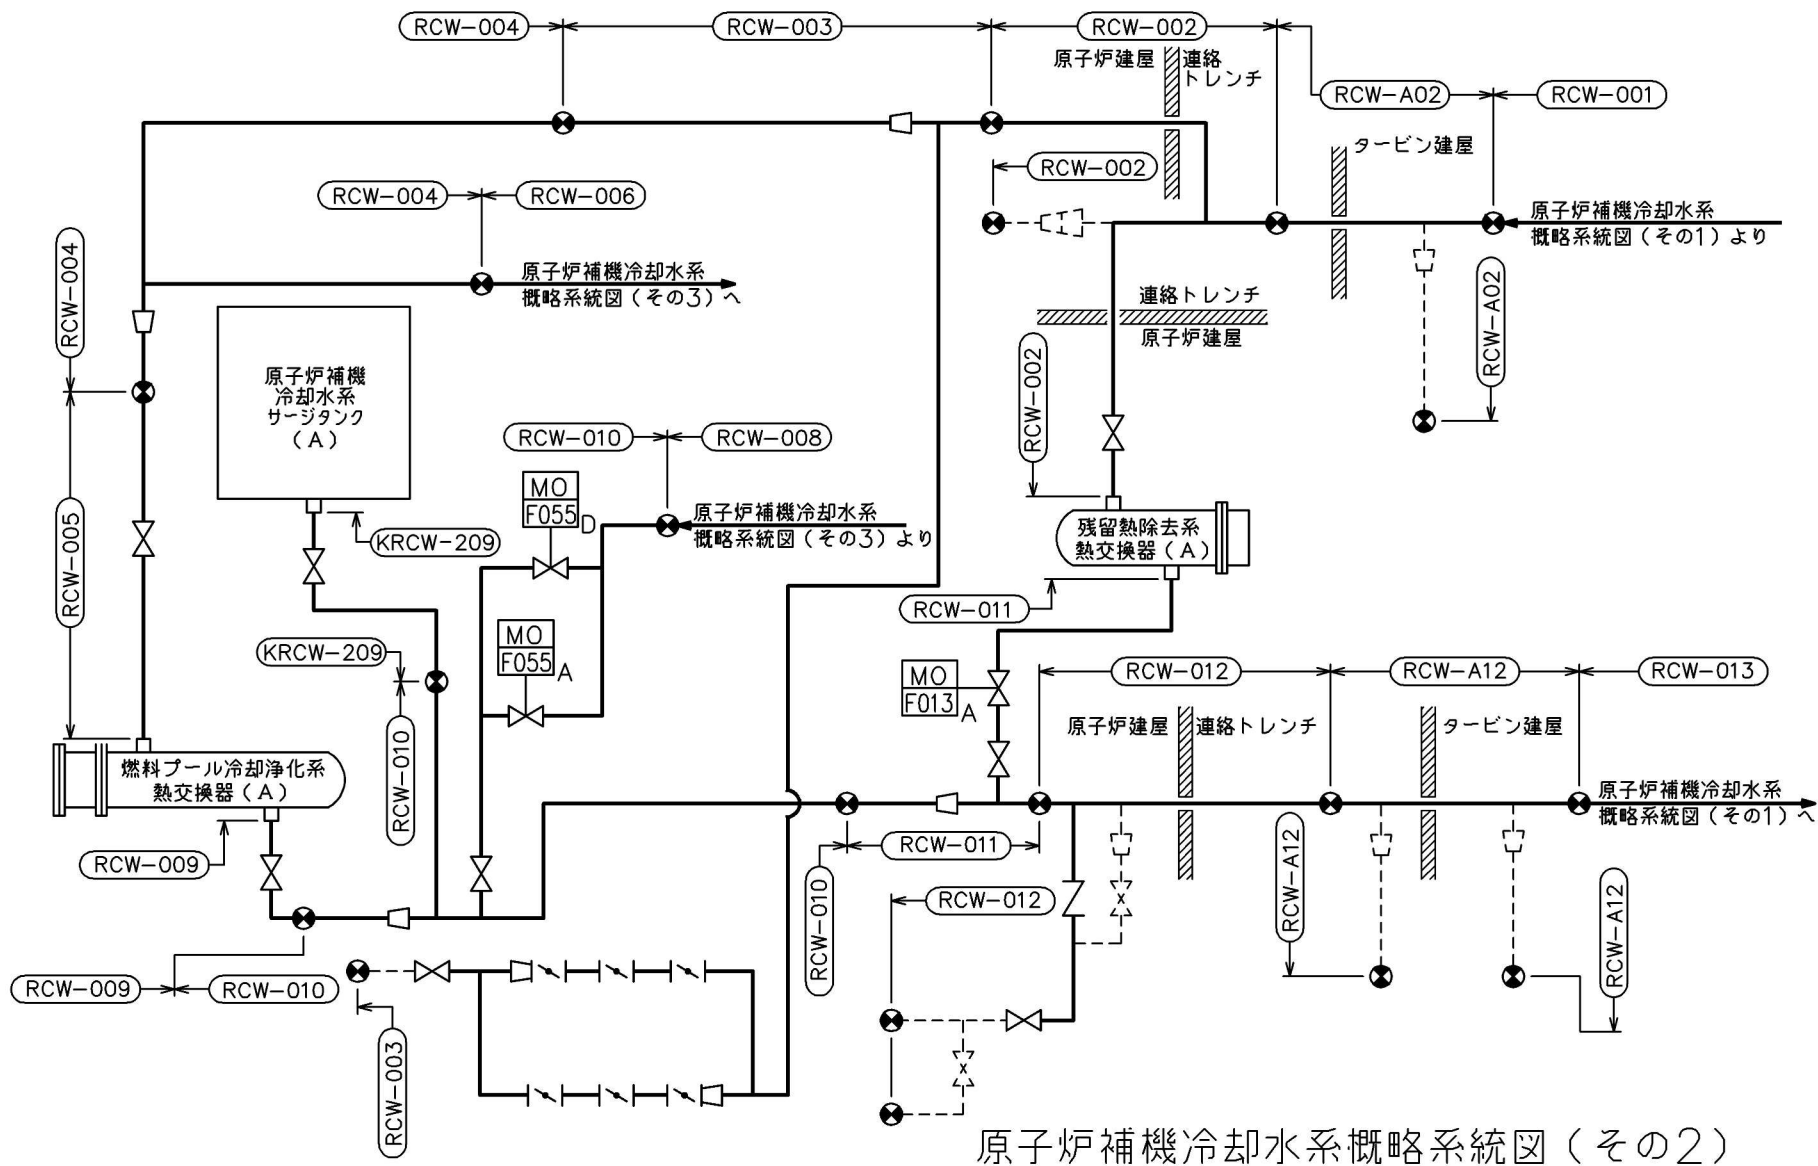 RCW-004
RCW-003
RCW-002
原子炉建屋
連絡
トレンチ
RCW-A02
RCW-001
タービン建屋
RCW-002
RCW-004
RCW-006
原子炉補機冷却水系
概略系統図（その1）より
RCW-004
原子炉補機冷却水系
概略系統図（その3）へ
連絡トレンチ
原子炉建屋
RCW-A02
RCW-002
原子炉補機
冷却水系
サージタンク
（A）
RCW-010
RCW-008
MO
F055
D
原子炉補機冷却水系
概略系統図（その3）より
KRCW-209
RCW-005
残留熱除去系
熱交換器（A）
RCW-011
MO
F055
A
KRCW-209
RCW-010
MO
F013
A
RCW-012
RCW-A12
RCW-013
原子炉建屋
連絡トレンチ
タービン建屋
燃料プール冷却浄化系
熱交換器（A）
原子炉補機冷却水系
概略系統図（その1）へ
RCW-009
RCW-011
RCW-010
RCW-012
RCW-A12
RCW-A12
RCW-009
RCW-010
RCW-003
原子炉補機冷却水系概略系統図（その2）